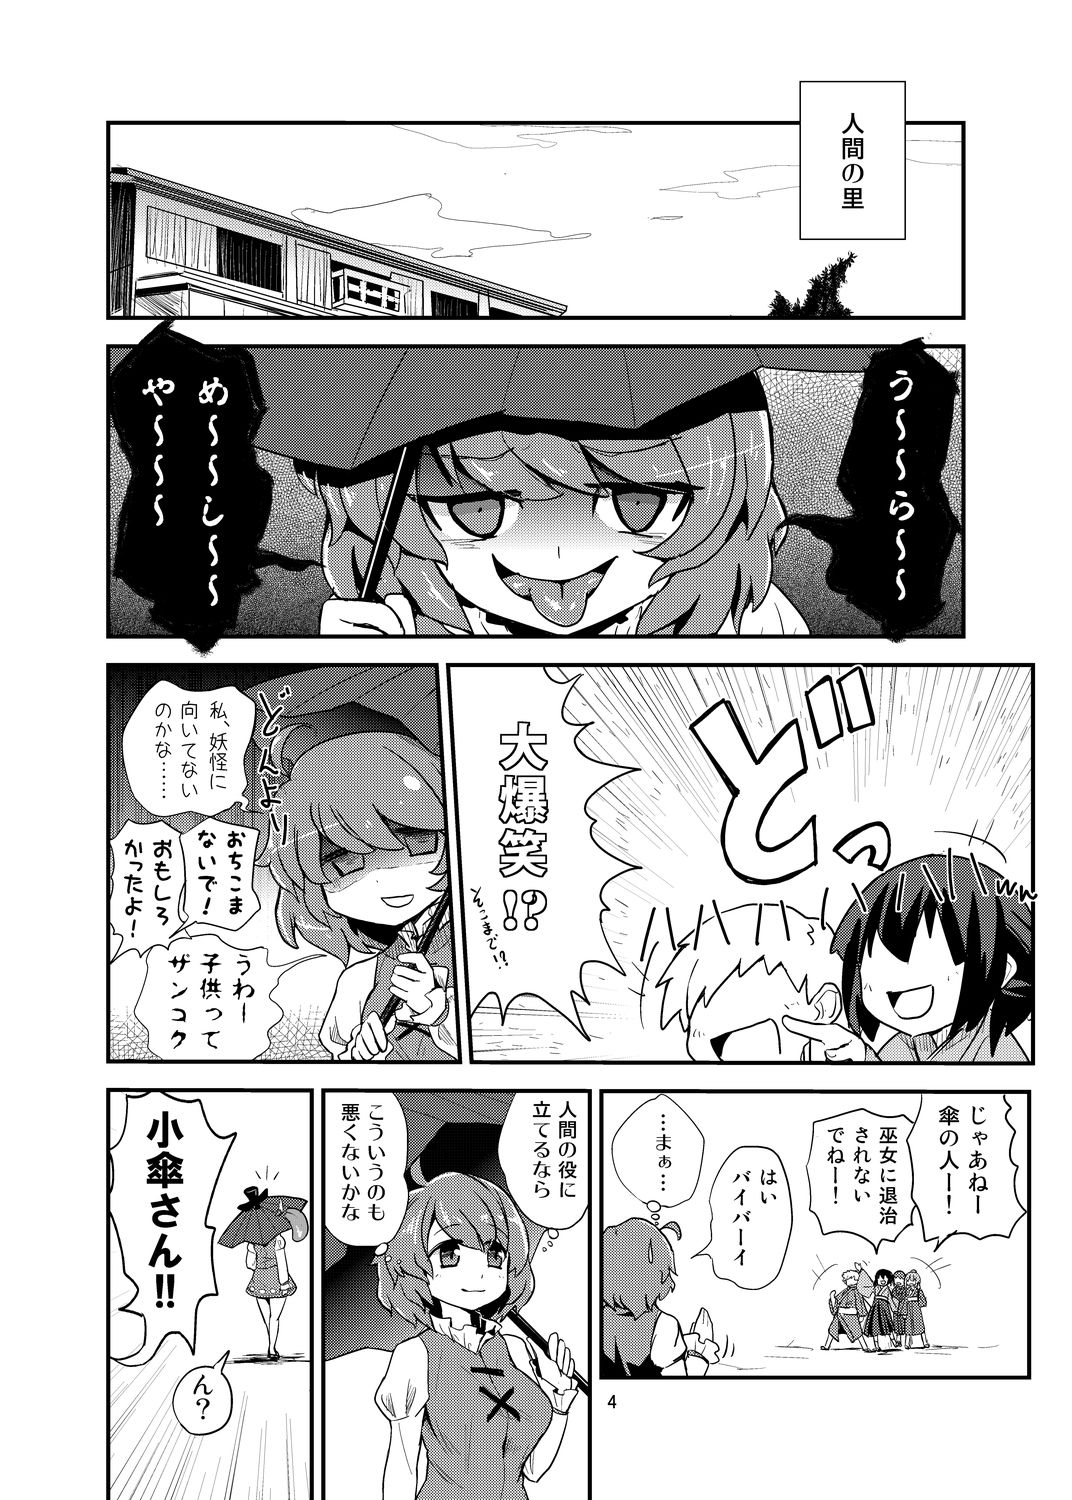 人間の里
う〜〜ら〜〜
め〜〜し〜〜
や〜〜〜
どっ
ｗｗ
大爆笑!?
そこまで!?
どんより
私、妖怪に
向いてない
のかな……
おちこま
ないで!
おもしろ
かったよ!
うわー
子供って
ザンコク
じゃあねー
傘の人ー!
巫女に退治
されない
でねー!
はい
バイバーイ
…まぁ…
人間の役に
立てるなら
こういうのも
悪くないかな
小傘さん!!
ん?
4